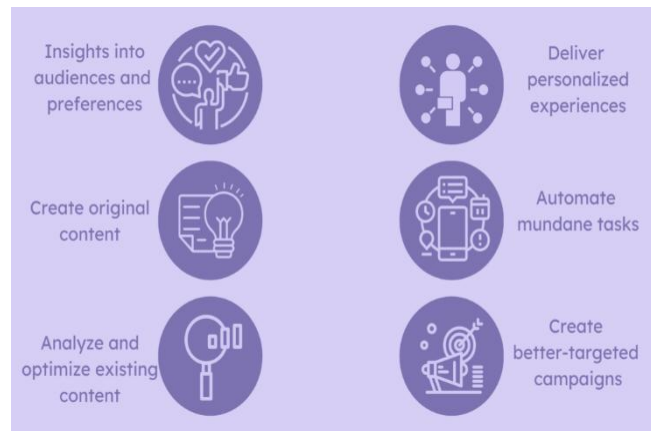 Insights into
audiences and
preferences
Deliver
personalized
experiences
Create original
content
Automate
mundane tasks
Analyze and
optimize existing
content
Create
better-targeted
campaigns